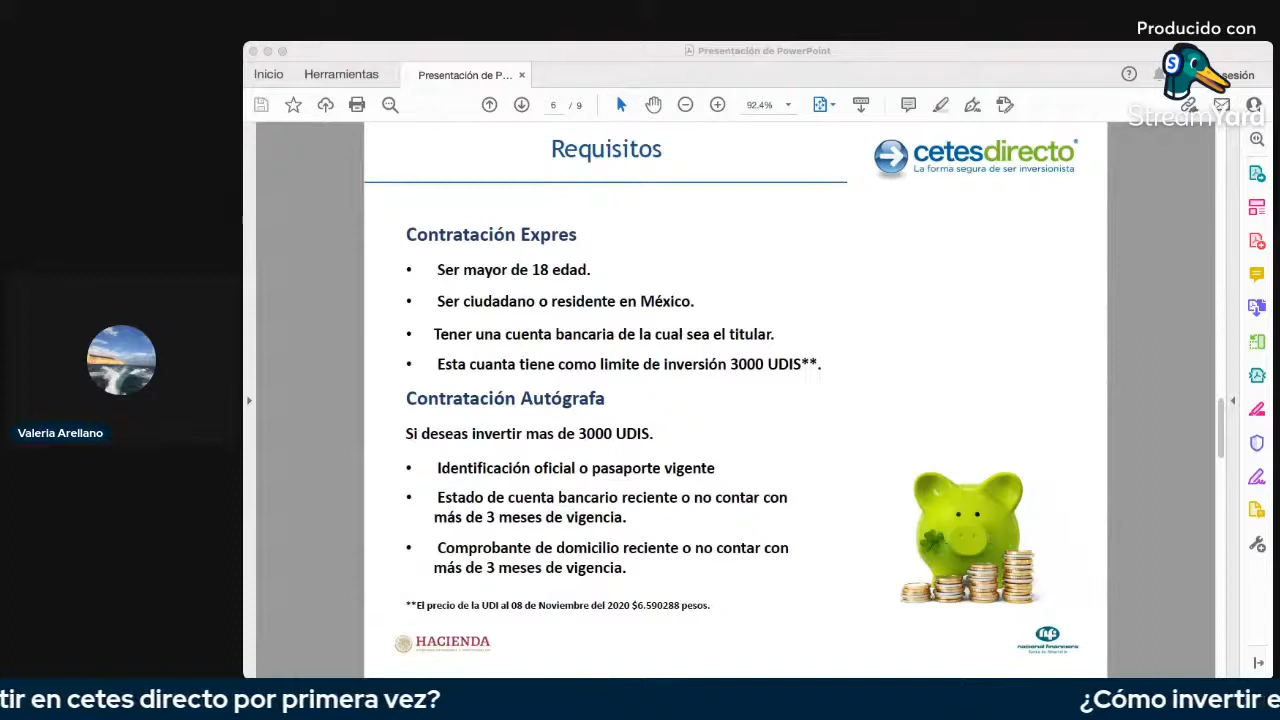 Producido con
StreamYard
Presentación de PowerPoint
Inicio
Herramientas
Presentación de P...
sesión
6 / 9
92.4%
Requisitos
cetesdirecto
La forma segura de ser inversionista
Contratación Expres
• Ser mayor de 18 edad.
• Ser ciudadano o residente en México.
• Tener una cuenta bancaria de la cual sea el titular.
• Esta cuanta tiene como limite de inversión 3000 UDIS**.
Contratación Autógrafa
Si deseas invertir mas de 3000 UDIS.
• Identificación oficial o pasaporte vigente
• Estado de cuenta bancario reciente o no contar con
más de 3 meses de vigencia.
• Comprobante de domicilio reciente o no contar con
más de 3 meses de vigencia.
**El precio de la UDI al 08 de Noviembre del 2020 $6.590288 pesos.
HACIENDA
nacional financiera
Valeria Arellano
tir en cetes directo por primera vez?
¿Cómo invertir e